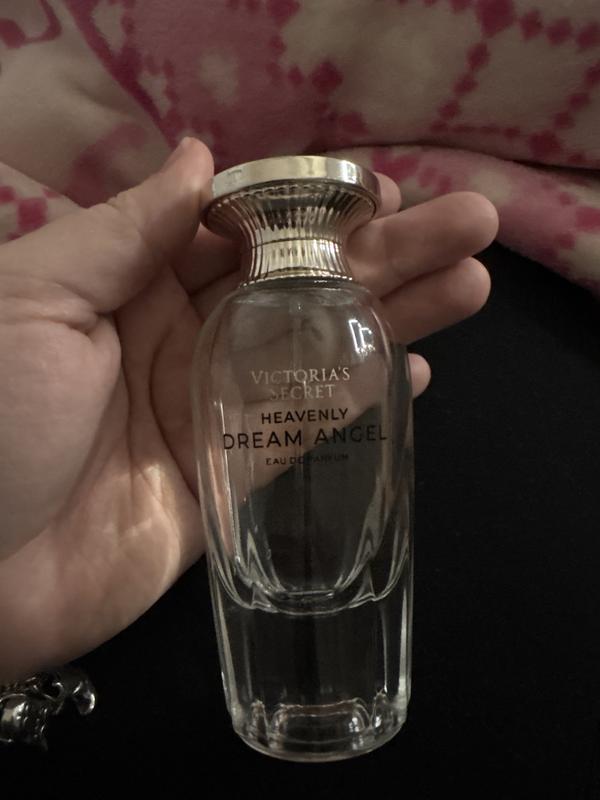 VICTORIA'S
SECRET
HEAVENLY
DREAM ANGEL
EAU DE PARFUM